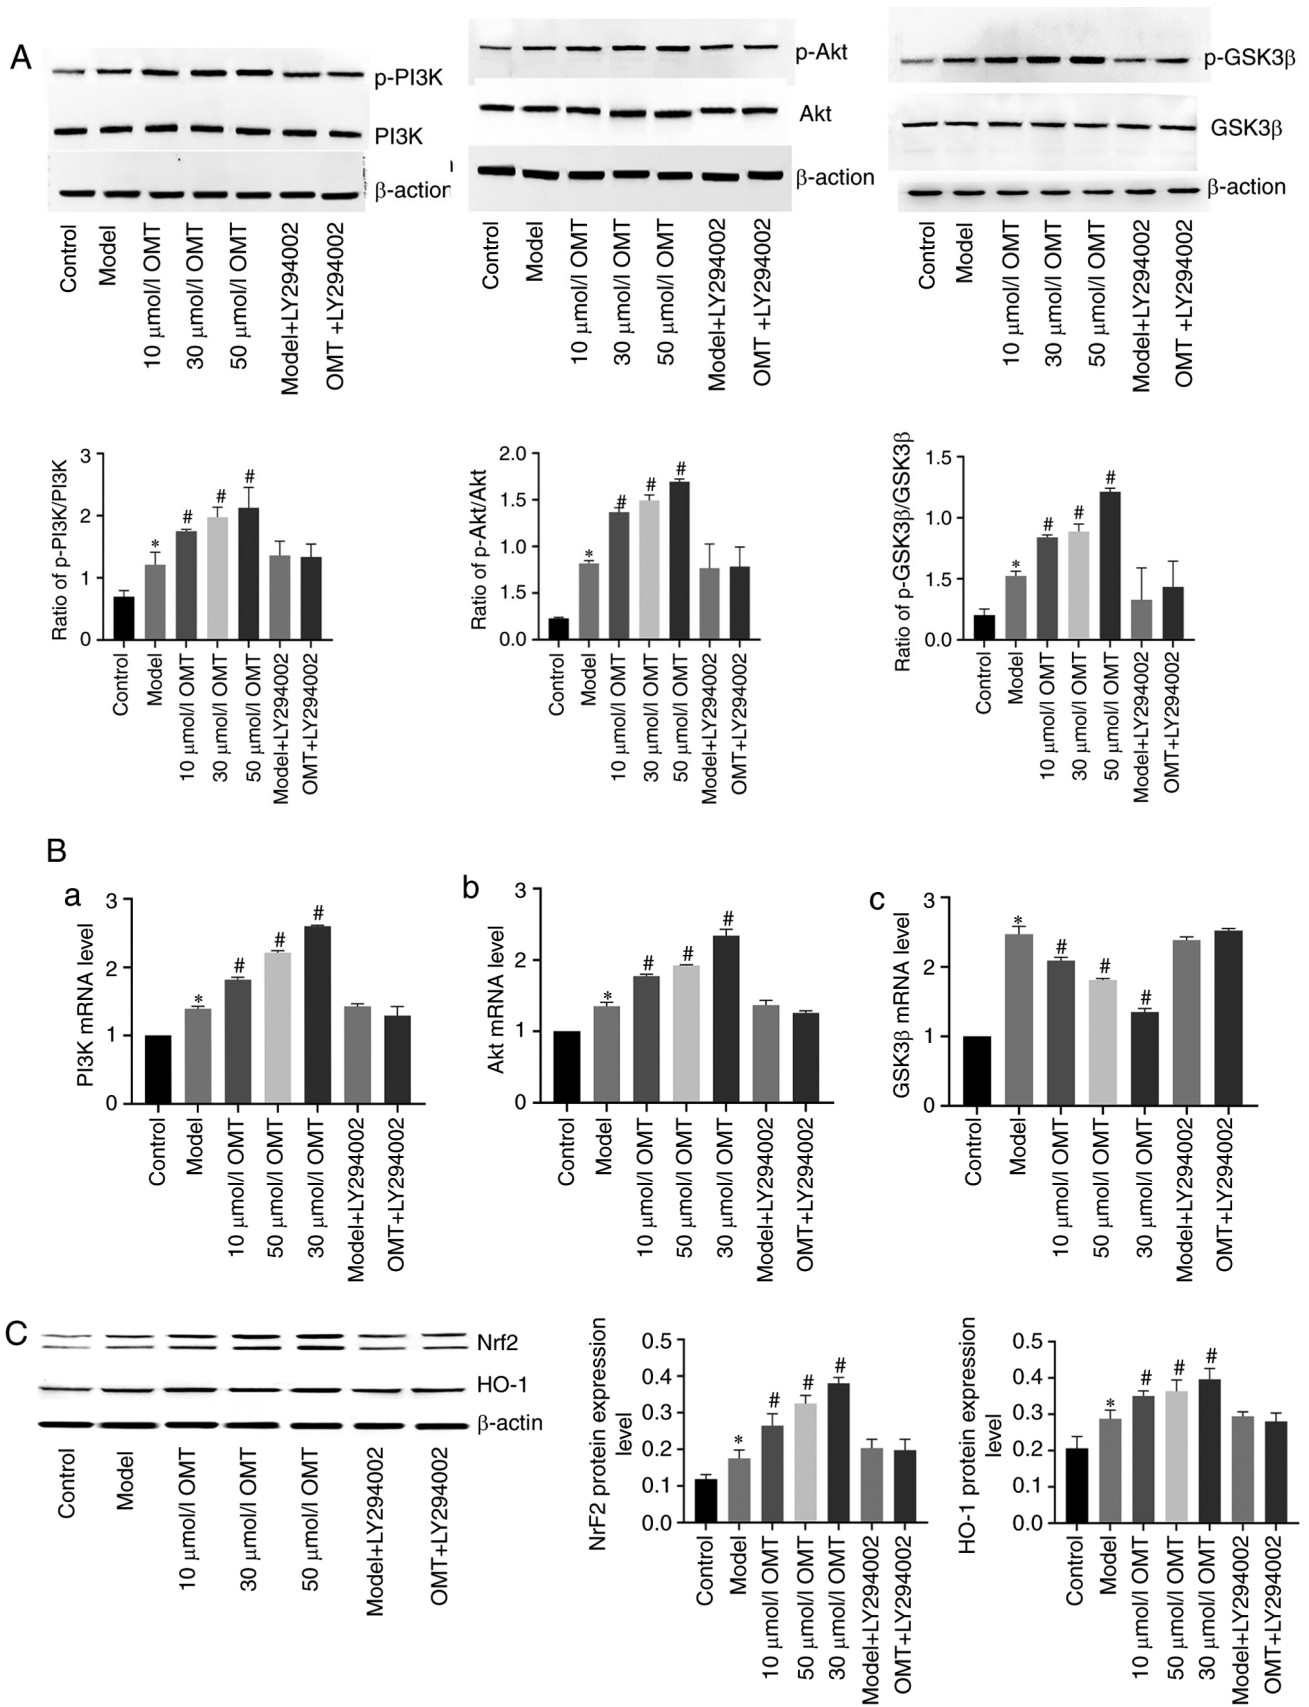 A
p-PI3K
PI3K
β-action
Control
Model
10 µmol/l OMT
30 µmol/l OMT
50 µmol/l OMT
Model+LY294002
OMT +LY294002
p-Akt
Akt
β-action
Control
Model
10 µmol/l OMT
30 µmol/l OMT
50 µmol/l OMT
Model+LY294002
OMT +LY294002
p-GSK3β
GSK3β
β-action
Control
Model
10 µmol/l OMT
30 µmol/l OMT
50 µmol/l OMT
Model+LY294002
OMT +LY294002
Ratio of p-PI3K/PI3K
3
2
1
0
*
#
#
#
Control
Model
10 µmol/l OMT
30 µmol/l OMT
50 µmol/l OMT
Model+LY294002
OMT+LY294002
Ratio of p-Akt/Akt
2.0
1.5
1.0
1.5
0.0
*
#
#
#
Control
Model
10 µmol/l OMT
30 µmol/l OMT
50 µmol/l OMT
Model+LY294002
OMT+LY294002
Ratio of p-GSK3β/GSK3β
1.5
1.0
1.5
0.0
*
#
#
#
Control
Model
10 µmol/l OMT
30 µmol/l OMT
50 µmol/l OMT
Model+LY294002
OMT+LY294002
B
a
PI3K mRNA level
3
2
1
0
*
#
#
#
Control
Model
10 µmol/l OMT
50 µmol/l OMT
30 µmol/l OMT
Model+LY294002
OMT+LY294002
b
Akt mRNA level
3
2
1
0
*
#
#
#
Control
Model
10 µmol/l OMT
50 µmol/l OMT
30 µmol/l OMT
Model+LY294002
OMT+LY294002
c
GSK3β mRNA level
3
2
1
0
*
#
#
#
Control
Model
10 µmol/l OMT
50 µmol/l OMT
30 µmol/l OMT
Model+LY294002
OMT+LY294002
C
Nrf2
HO-1
β-actin
Control
Model
10 µmol/l OMT
30 µmol/l OMT
50 µmol/l OMT
Model+LY294002
OMT+LY294002
NrF2 protein expression
level
0.5
0.4
0.3
0.2
0.1
0.0
*
#
#
#
Control
Model
10 µmol/l OMT
50 µmol/l OMT
30 µmol/l OMT
Model+LY294002
OMT+LY294002
HO-1 protein expression
level
0.5
0.4
0.3
0.2
0.1
0.0
*
#
#
#
Control
Model
10 µmol/l OMT
50 µmol/l OMT
30 µmol/l OMT
Model+LY294002
OMT+LY294002